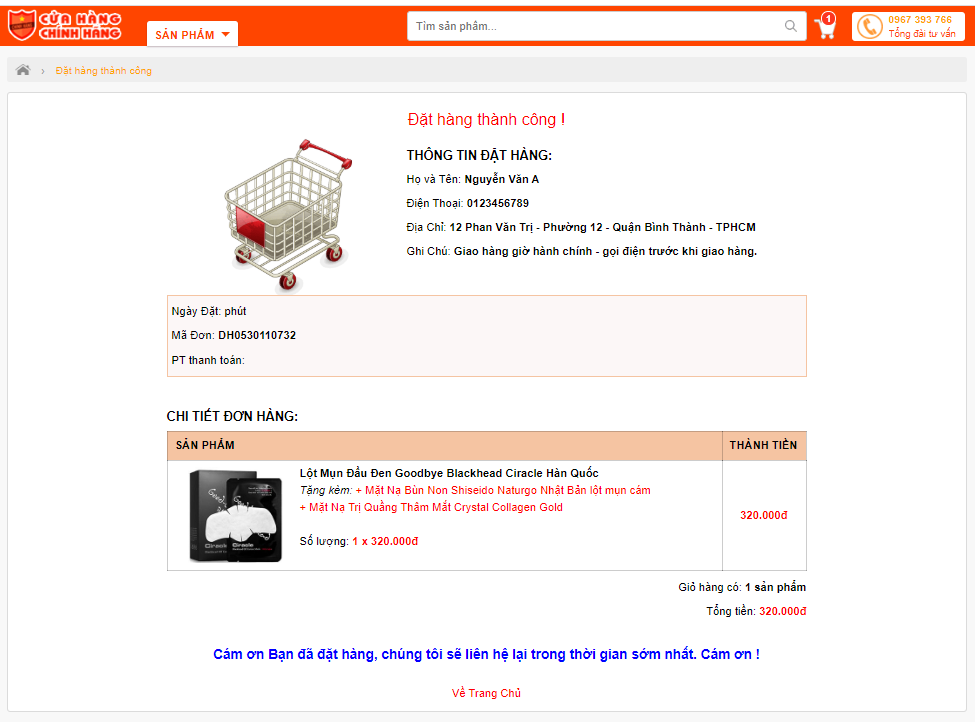 CỬA HÀNG
CHÍNH HÃNG
SẢN PHẨM
Tìm sản phẩm...
1
0967 393 766
Tổng đài tư vấn
› Đặt hàng thành công
Đặt hàng thành công !
THÔNG TIN ĐẶT HÀNG:
Họ và Tên: Nguyễn Văn A
Điện Thoại: 0123456789
Địa Chỉ: 12 Phan Văn Trị - Phường 12 - Quận Bình Thành - TPHCM
Ghi Chú: Giao hàng giờ hành chính - gọi điện trước khi giao hàng.
Ngày Đặt: phút
Mã Đơn: DH0530110732
PT thanh toán:
CHI TIẾT ĐƠN HÀNG:
SẢN PHẨM THÀNH TIỀN
Lột Mụn Đầu Đen Goodbye Blackhead Ciracle Hàn Quốc
Tặng kèm: + Mặt Nạ Bùn Non Shiseido Naturgo Nhật Bản lột mụn cám
+ Mặt Nạ Trị Quầng Thâm Mắt Crystal Collagen Gold
Số lượng: 1 x 320.000đ
320.000đ
Ciracle
Ciracle
Giỏ hàng có: 1 sản phẩm
Tổng tiền: 320.000đ
Cám ơn Bạn đã đặt hàng, chúng tôi sẽ liên hệ lại trong thời gian sớm nhất. Cám ơn !
Về Trang Chủ